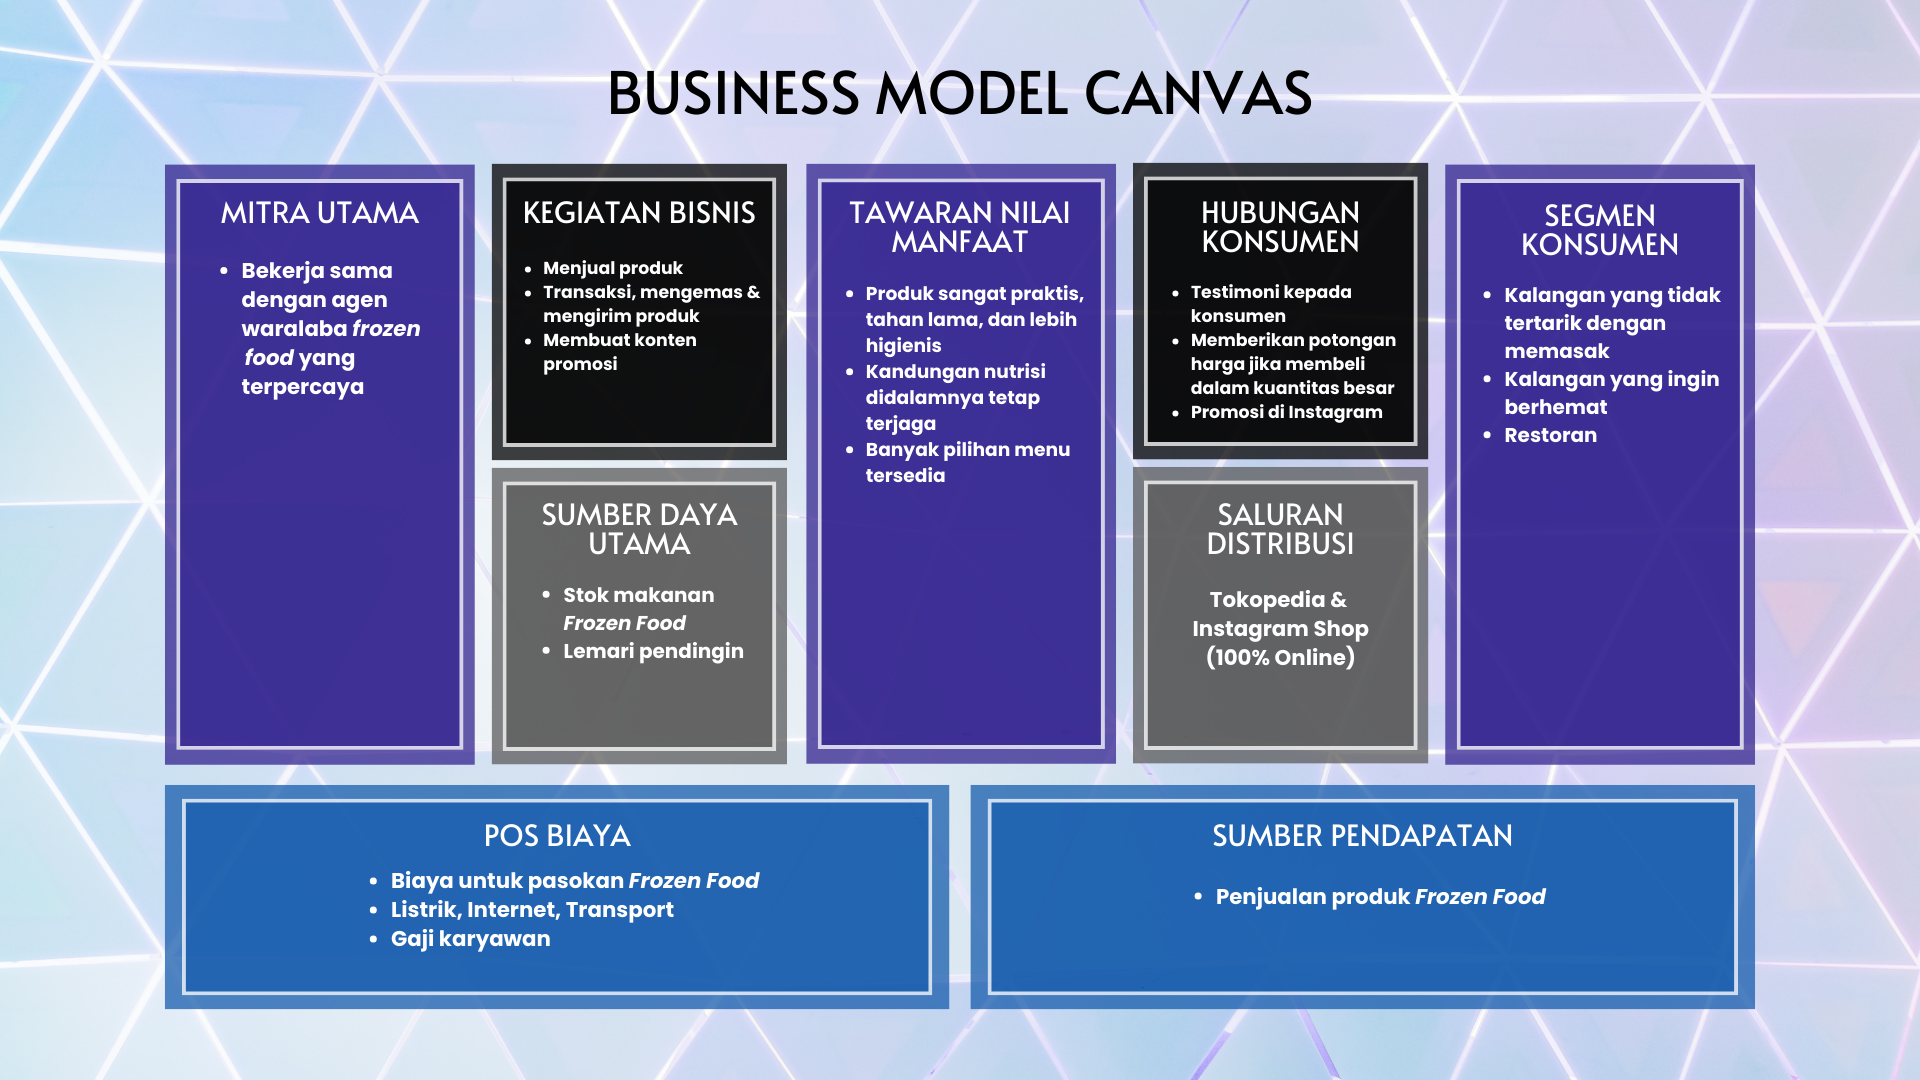 BUSINESS MODEL CANVAS
MITRA UTAMA
• Bekerja sama
dengan agen
waralaba frozen
food yang
terpercaya
KEGIATAN BISNIS
• Menjual produk
• Transaksi, mengemas &
mengirim produk
• Membuat konten
promosi
SUMBER DAYA
UTAMA
• Stok makanan
Frozen Food
• Lemari pendingin
TAWARAN NILAI
MANFAAT
• Produk sangat praktis,
tahan lama, dan lebih
higienis
• Kandungan nutrisi
didalamnya tetap
terjaga
• Banyak pilihan menu
tersedia
HUBUNGAN
KONSUMEN
• Testimoni kepada
konsumen
• Memberikan potongan
harga jika membeli
dalam kuantitas besar
• Promosi di Instagram
SALURAN
DISTRIBUSI
Tokopedia &
Instagram Shop
(100% Online)
SEGMEN
KONSUMEN
• Kalangan yang tidak
tertarik dengan
memasak
• Kalangan yang ingin
berhemat
• Restoran
POS BIAYA
• Biaya untuk pasokan Frozen Food
• Listrik, Internet, Transport
• Gaji karyawan
SUMBER PENDAPATAN
• Penjualan produk Frozen Food